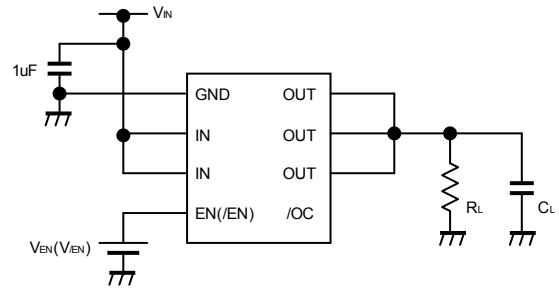 VIN
1uF
GND OUT
IN OUT
IN OUT
EN(/EN) /OC
RL CL
VEN(V/EN)